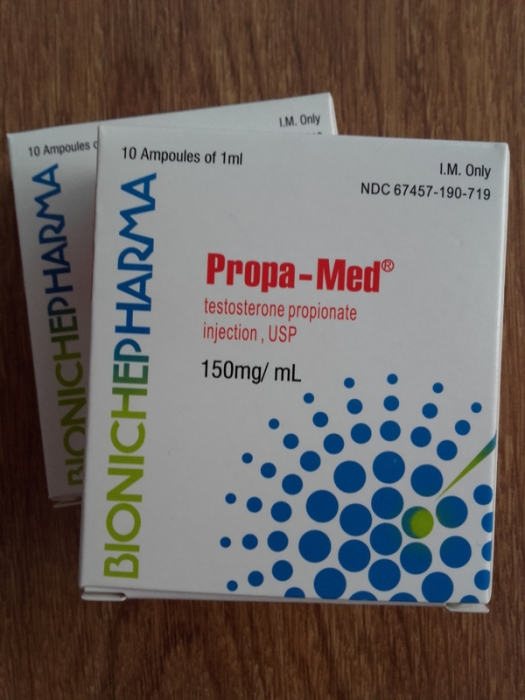 10 Ampoules
I.M. Only
BIONICHEPHARMA
10 Ampoules of 1ml
I.M. Only
NDC 67457-190-719
Propa-Med®
testosterone propionate
injection, USP
150mg/ mL
BIONICHEPHARMA